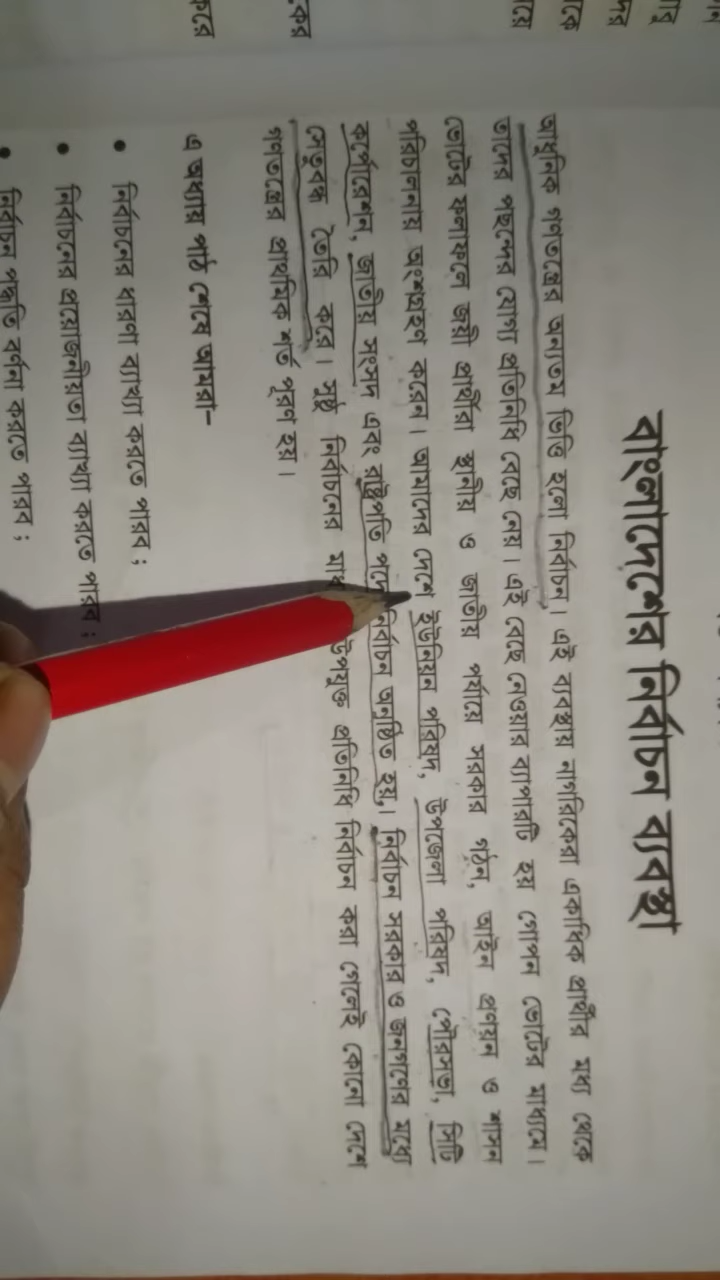 বাংলাদেশের নির্বাচন ব্যবস্থা
আধুনিক গণতন্ত্রের অন্যতম ভিত্তি হলো নির্বাচন। এই ব্যবস্থায় নাগরিকেরা একাধিক প্রার্থীর মধ্য থেকে
তাদের পছন্দের যোগ্য প্রতিনিধি বেছে নেয়। এই বেছে নেওয়ার ব্যাপারটি হয় গোপন ভোটের মাধ্যমে।
ভোটের ফলাফলে জয়ী প্রার্থীরা স্থানীয় ও জাতীয় পর্যায়ে সরকার গঠন, আইন প্রণয়ন ও শাসন
পরিচালনায় অংশগ্রহণ করেন। আমাদের দেশে ইউনিয়ন পরিষদ, উপজেলা পরিষদ, পৌরসভা, সিটি
কর্পোরেশন, জাতীয় সংসদ এবং রাষ্ট্রপতি পদে নির্বাচন অনুষ্ঠিত হয়। নির্বাচন সরকার ও জনগণের মধ্যে
সেতুবন্ধ তৈরি করে। সুষ্ঠু নির্বাচনের উপযুক্ত প্রতিনিধি নির্বাচন করা গেলেই কোনো দেশে
গণতন্ত্রের প্রাথমিক শর্ত পূরণ হয়।
এ অধ্যায় পাঠ শেষে আমরা-
• নির্বাচনের ধারণা ব্যাখ্যা করতে পারব;
• নির্বাচনের প্রয়োজনীয়তা ব্যাখ্যা করতে পারব;
• নির্বাচন পদ্ধতি বর্ণনা করতে পারব;